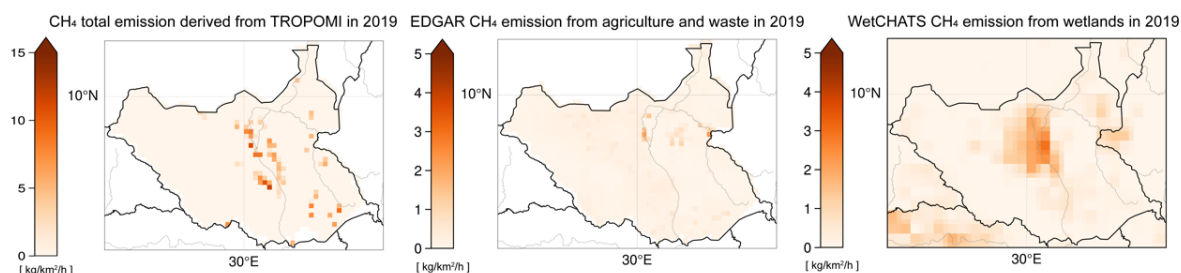 CH₄ total emission derived from TROPOMI in 2019
15
10
5
0
[ kg/km²/h ]
10°N
30°E
EDGAR CH₄ emission from agriculture and waste in 2019
5
4
3
2
1
0
[ kg/km²/h ]
10°N
30°E
WetCHATS CH₄ emission from wetlands in 2019
5
4
3
2
1
0
[ kg/km²/h ]
10°N
30°E